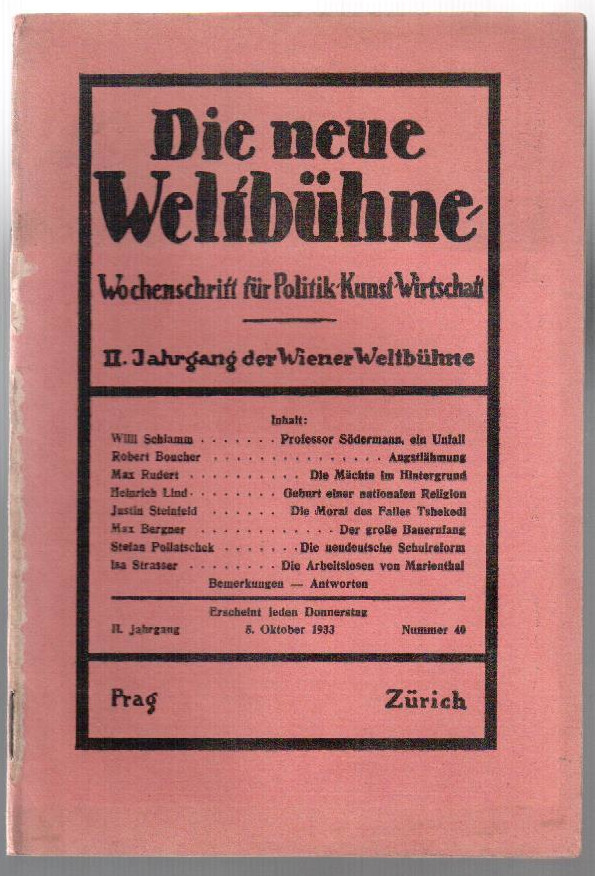 Die neue
Weltbühne
Wochenschrift für Politik·Kunst·Wirtschaft
II. Jahrgang der Wiener Weltbühne
Inhalt:
Willi Schlamm . . . . . . . Professor Södermann, ein Unfall
Robert Boucher . . . . . . . . . . . . . . . Angstlähmung
Max Rudert . . . . . . . . . . Die Mächte im Hintergrund
Heinrich Lind . . . . . . . . Geburt einer nationalen Religion
Justin Steinfeld . . . . . . . Die Moral des Falles Tshekedi
Max Bergner . . . . . . . . . . . . . Der große Bauernfang
Stefan Pollatschek . . . . . . . Die neudeutsche Schulreform
Isa Strasser . . . . . . . . Die Arbeitslosen von Marienthal
Bemerkungen — Antworten
Erscheint jeden Donnerstag
II. Jahrgang 5. Oktober 1933 Nummer 40
Prag Zürich